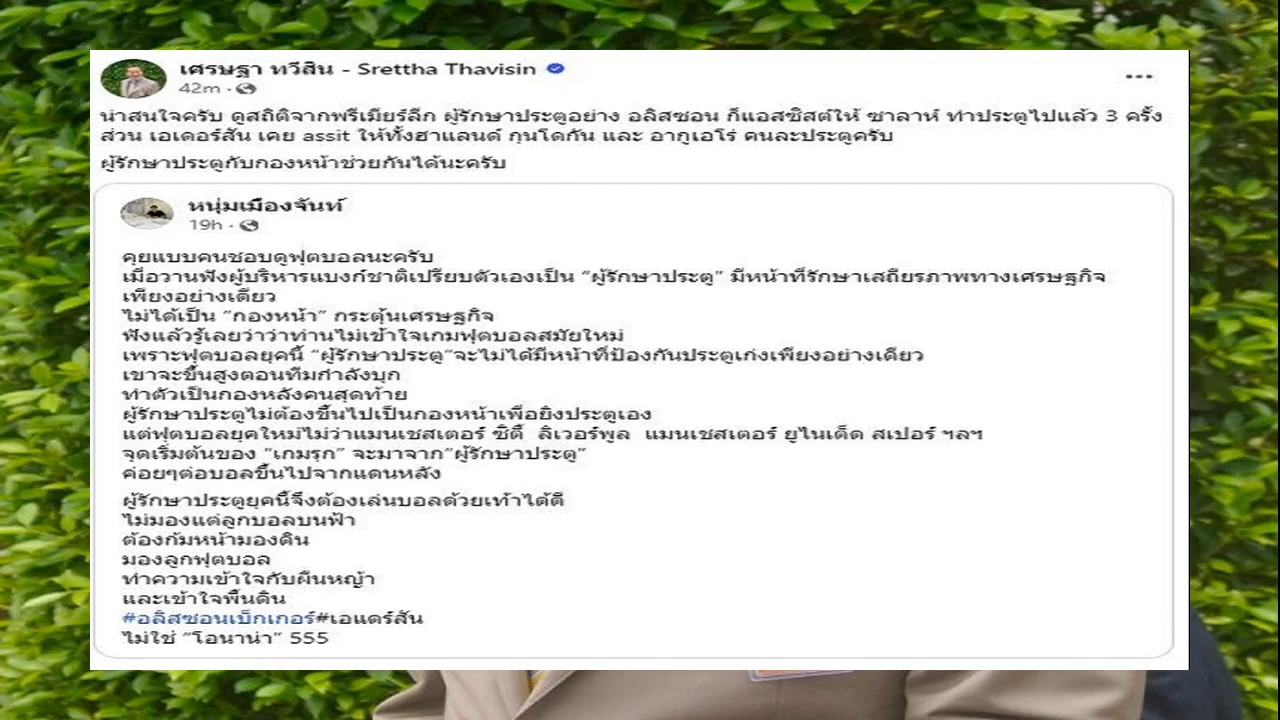 เศรษฐา ทวีสิน - Srettha Thavisin
42m ·
น่าสนใจครับ ดูสถิติจากพรีเมียร์ลีก ผู้รักษาประตูอย่าง อลิสซอน ก็แอสซิสต์ให้ ซาลาห์ ทำประตูไปแล้ว 3 ครั้ง
ส่วน เอเดอร์สัน เคย assit ให้ทั้งฮาแลนด์ กุนโดกัน และ อากูเอโร่ คนละประตูครับ
ผู้รักษาประตูกับกองหน้าช่วยกันได้นะครับ
หนุ่มเมืองจันท์
19h ·
คุยแบบคนชอบดูฟุตบอลนะครับ
เมื่อวานฟังผู้บริหารแบงก์ชาติเปรียบตัวเองเป็น “ผู้รักษาประตู” มีหน้าที่รักษาเสถียรภาพทางเศรษฐกิจ
เพียงอย่างเดียว
ไม่ได้เป็น “กองหน้า” กระตุ้นเศรษฐกิจ
ฟังแล้วรู้เลยว่าว่าท่านไม่เข้าใจเกมฟุตบอลสมัยใหม่
เพราะฟุตบอลยุคนี้ “ผู้รักษาประตู”จะไม่ได้มีหน้าที่ป้องกันประตูเก่งเพียงอย่างเดียว
เขาจะขึ้นสูงตอนทีมกำลังบุก
ทำตัวเป็นกองหลังคนสุดท้าย
ผู้รักษาประตูไม่ต้องขึ้นไปเป็นกองหน้าเพื่อยิงประตูเอง
แต่ฟุตบอลยุคใหม่ไม่ว่าแมนเชสเตอร์ ซิตี้ ลิเวอร์พูล แมนเชสเตอร์ ยูไนเต็ด สเปอร์ ฯลฯ
จุดเริ่มต้นของ “เกมรุก” จะมาจาก“ผู้รักษาประตู”
ค่อยๆต่อบอลขึ้นไปจากแดนหลัง
ผู้รักษาประตูยุคนี้จึงต้องเล่นบอลด้วยเท้าได้ดี
ไม่มองแต่ลูกบอลบนฟ้า
ต้องก้มหน้ามองดิน
มองลูกฟุตบอล
ทำความเข้าใจกับผืนหญ้า
และเข้าใจพื้นดิน
#อลิสซอนเบ็กเกอร์#เอแดร์สัน
ไม่ใช่ “โอนาน่า” 555